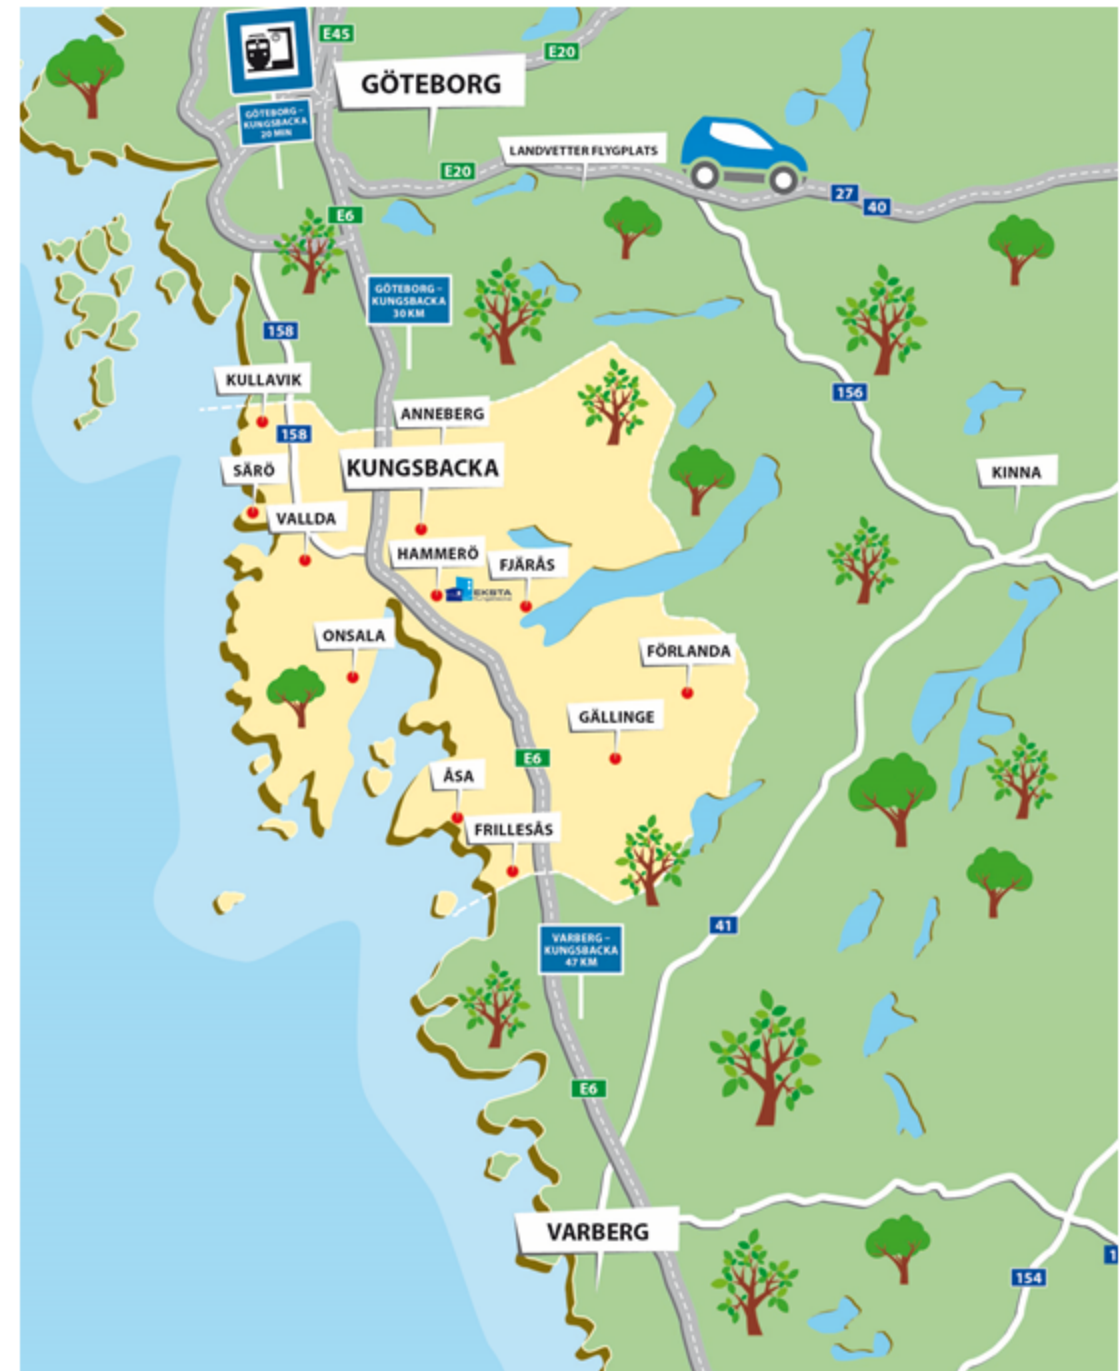 E45
E20
GÖTEBORG
GÖTEBORG –
KUNGSBACKA
20 MIN
LANDVETTER FLYGPLATS
E20
27
40
E6
GÖTEBORG –
KUNGSBACKA
30 KM
158
KULLAVIK
156
ANNEBERG
158
KUNGSBACKA
SÄRÖ
KINNA
VALLDA
HAMMERÖ
FJÄRÅS
EKSTA
ONSALA
FÖRLANDA
GÄLLINGE
E6
ÅSA
FRILLESÅS
41
VARBERG –
KUNGSBACKA
47 KM
E6
VARBERG
154
1